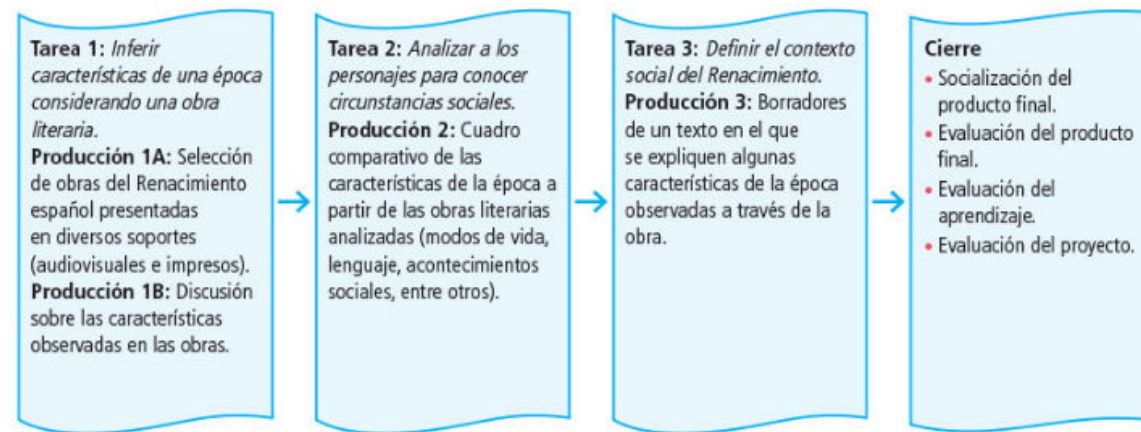 Tarea 1: Inferir
características de una época
considerando una obra
literaria.
Producción 1A: Selección
de obras del Renacimiento
español presentadas
en diversos soportes
(audiovisuales e impresos).
Producción 1B: Discusión
sobre las características
observadas en las obras.
Tarea 2: Analizar a los
personajes para conocer
circunstancias sociales.
Producción 2: Cuadro
comparativo de las
características de la época a
partir de las obras literarias
analizadas (modos de vida,
lenguaje, acontecimientos
sociales, entre otros).
Tarea 3: Definir el contexto
social del Renacimiento.
Producción 3: Borradores
de un texto en el que
se expliquen algunas
características de la época
observadas a través de la
obra.
Cierre
• Socialización del
producto final.
• Evaluación del producto
final.
• Evaluación del
aprendizaje.
• Evaluación del proyecto.